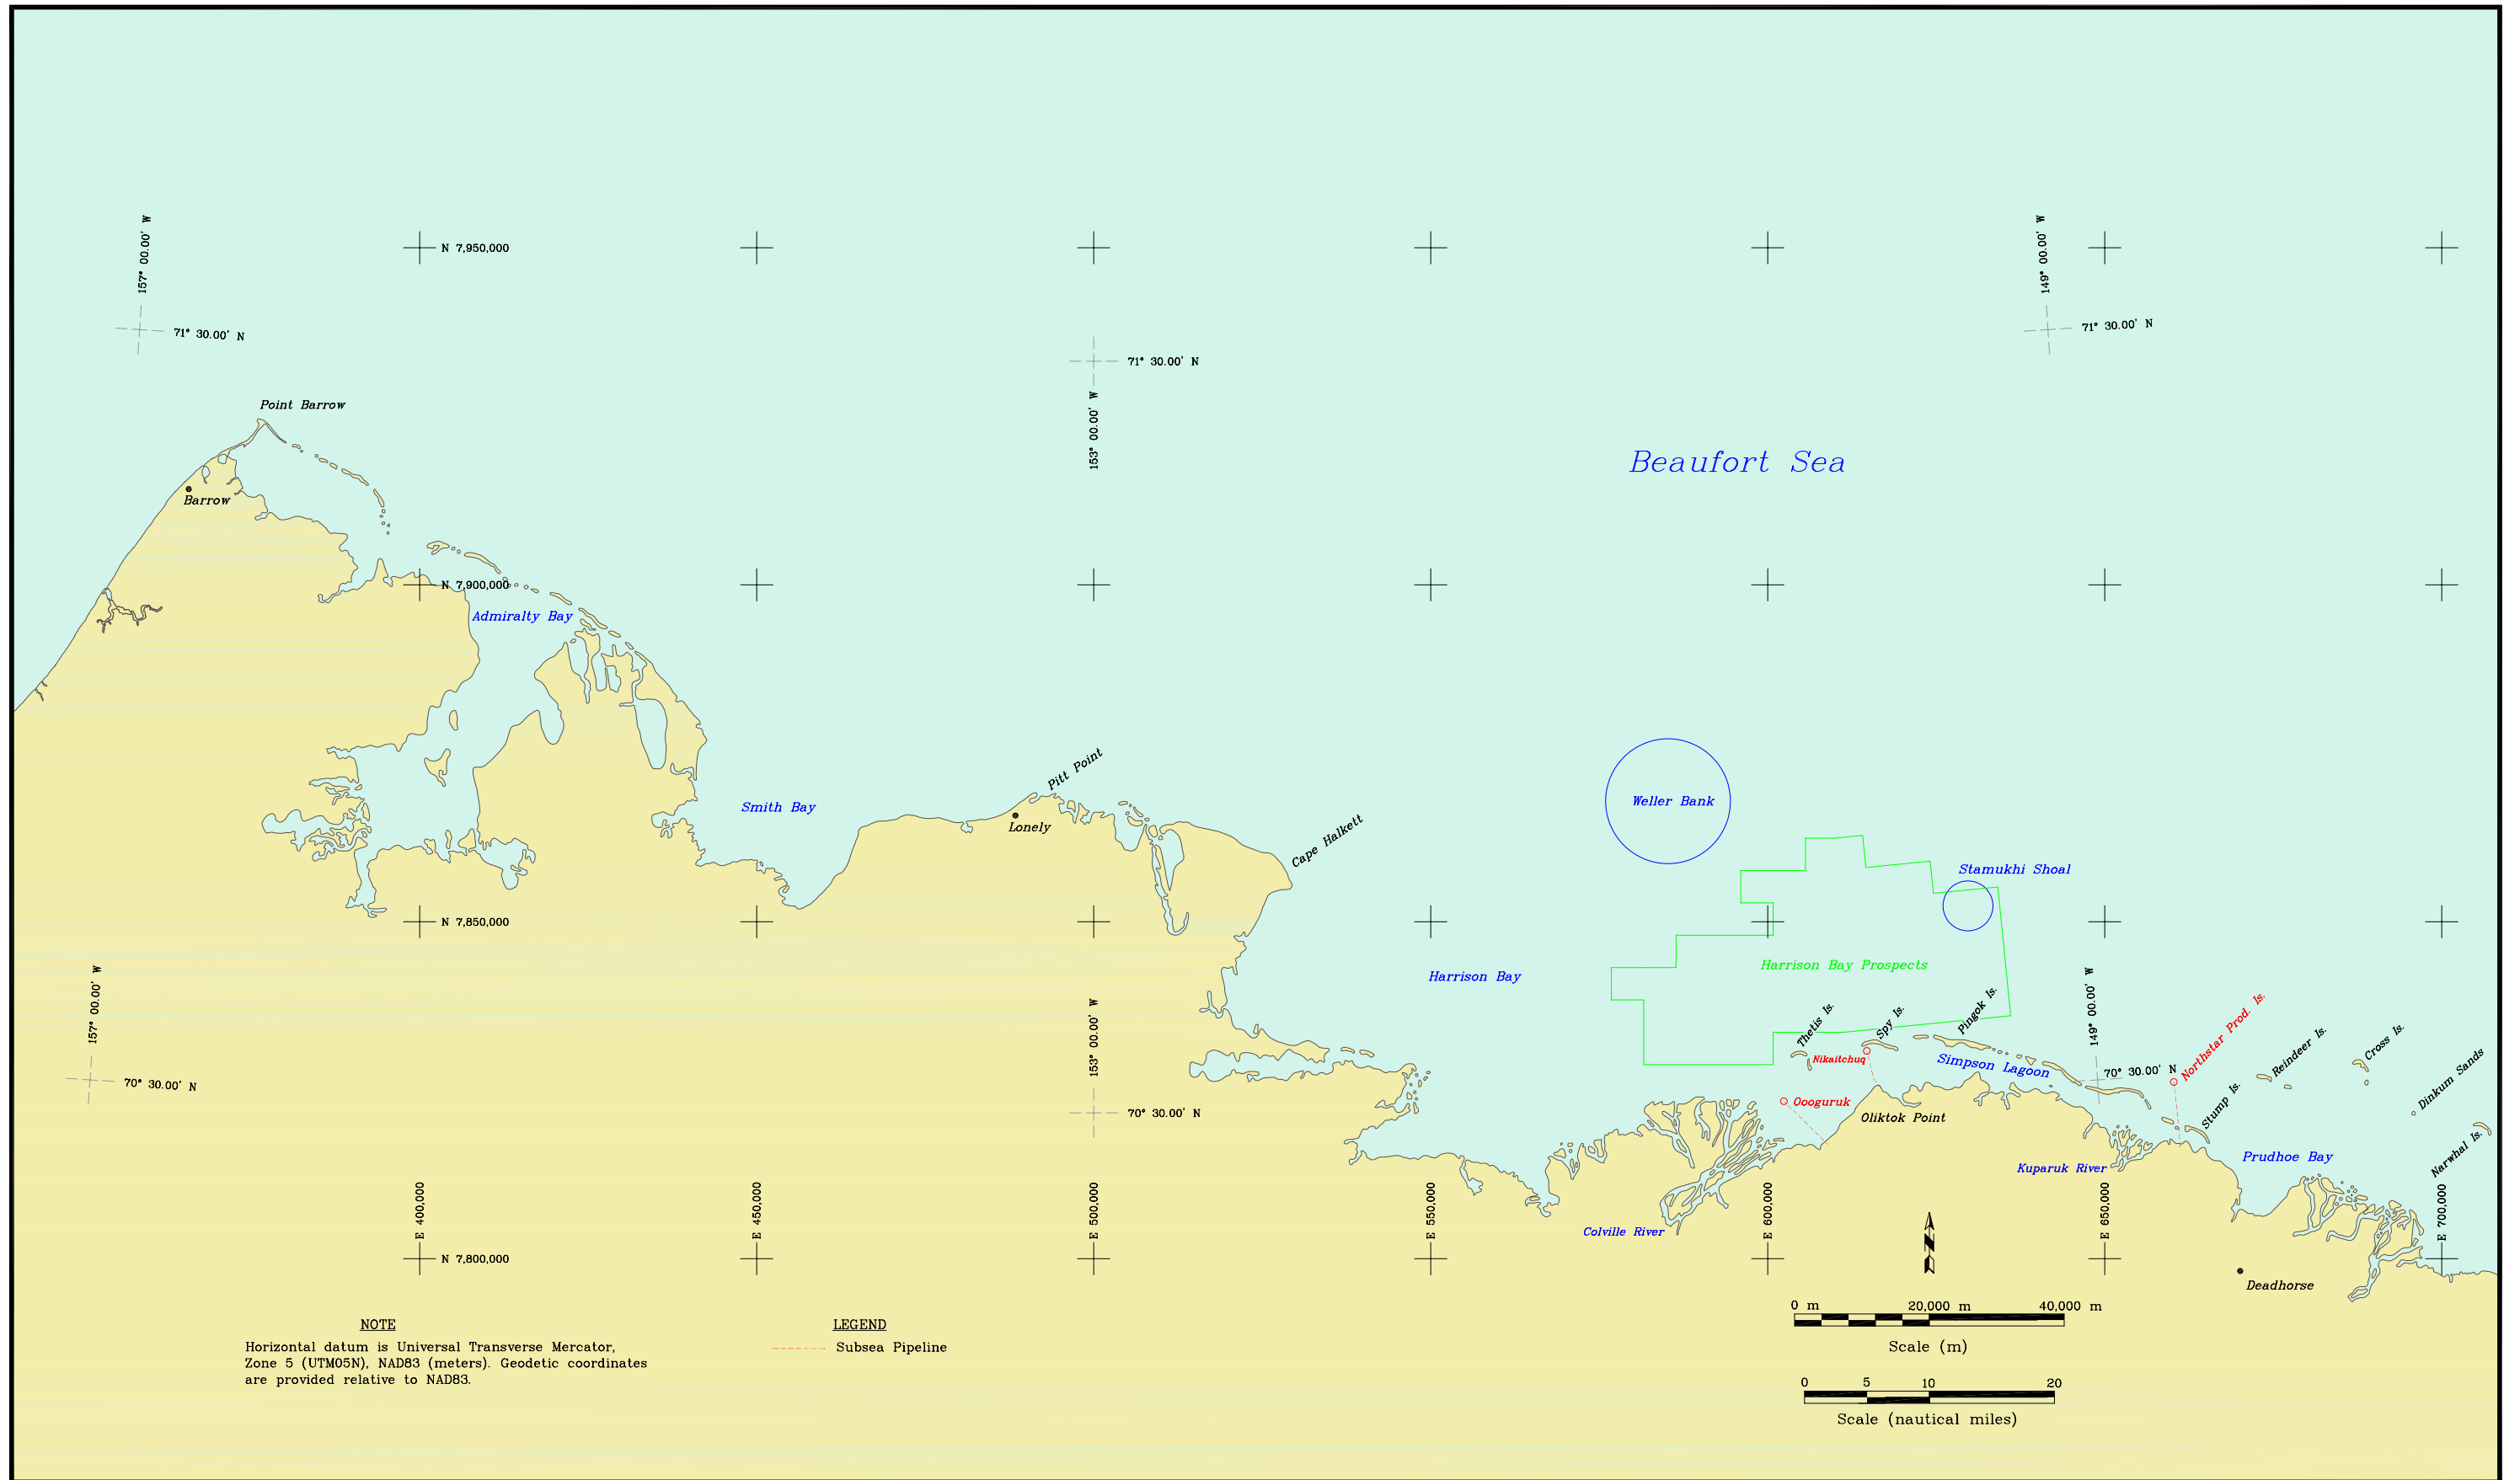 157° 00.00' W
149° 00.00' W
N 7,950,000
71° 30.00' N
71° 30.00' N
71° 30.00' N
153° 00.00' W
Point Barrow
Beaufort Sea
Barrow
N 7,900,000
Admiralty Bay
Pitt Point
Smith Bay
Weller Bank
Lonely
Cape Halkett
Stamukhi Shoal
N 7,850,000
Harrison Bay Prospects
Harrison Bay
157° 00.00' W
153° 00.00' W
149° 00.00' W
Thetis Is.
Spy Is.
Pingok Is.
Northstar Prod. Is.
Reindeer Is.
Cross Is.
Nikaitchuq
Simpson Lagoon
70° 30.00' N
70° 30.00' N
70° 30.00' N
Dinkum Sands
Stump Is.
Oooguruk
Oliktok Point
Prudhoe Bay
Kuparuk River
Narwhal Is.
Colville River
E 400,000
E 450,000
E 500,000
E 550,000
E 600,000
E 650,000
E 700,000
N 7,800,000
N
Deadhorse
0 m 20,000 m 40,000 m
Scale (m)
0 5 10 20
Scale (nautical miles)
NOTE
Horizontal datum is Universal Transverse Mercator,
Zone 5 (UTM05N), NAD83 (meters). Geodetic coordinates
are provided relative to NAD83.
LEGEND
Subsea Pipeline